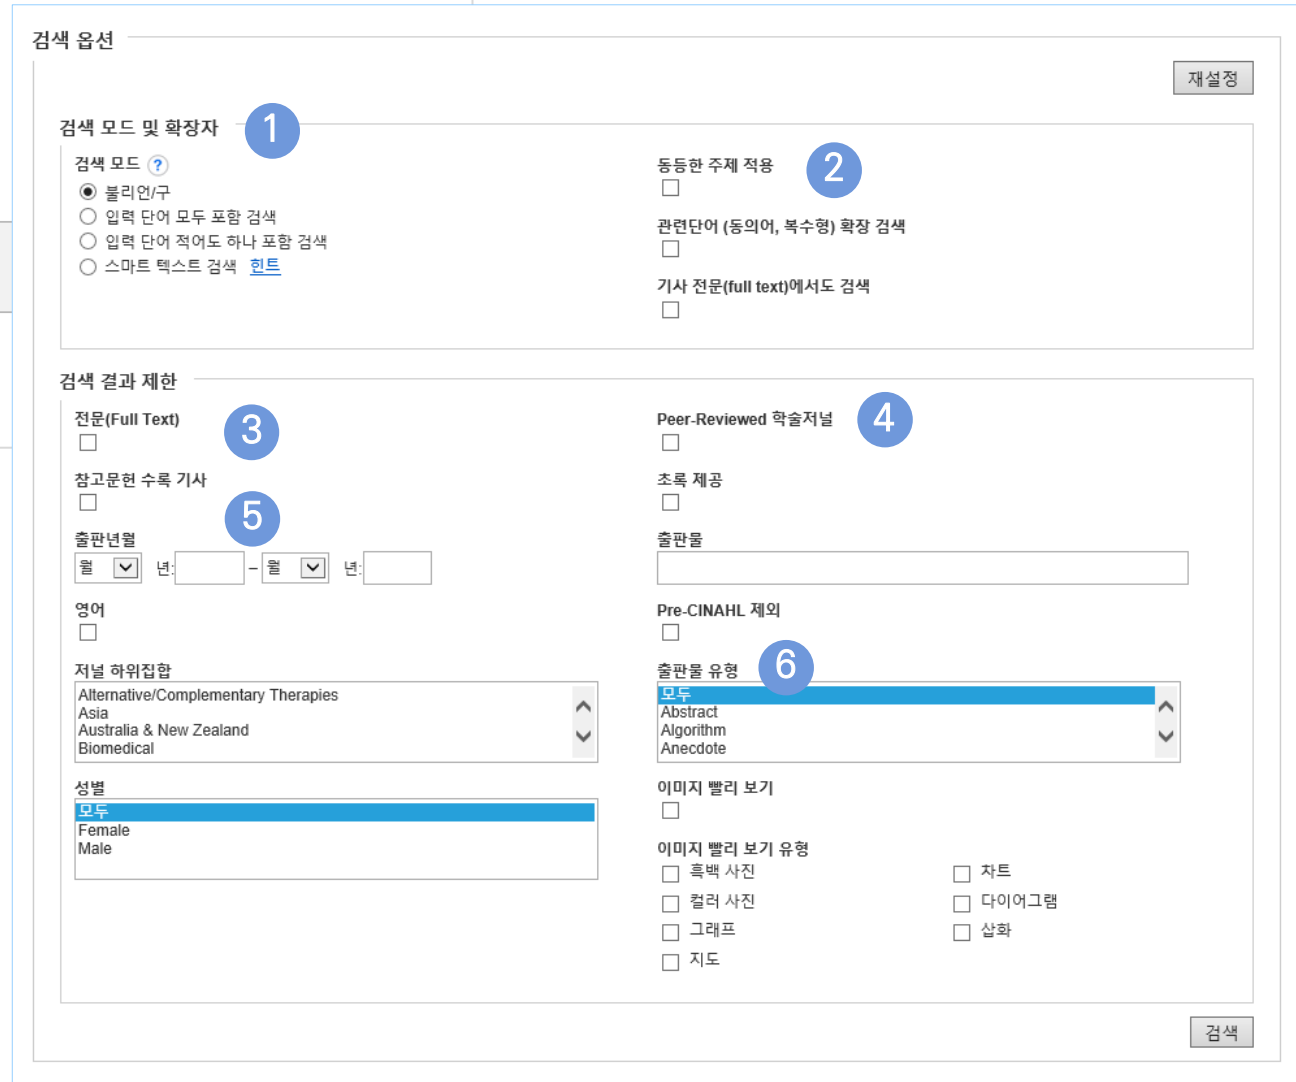 검색 옵션
재설정
검색 모드 및 확장자
1
검색 모드 ?
불리언/구
입력 단어 모두 포함 검색
입력 단어 적어도 하나 포함 검색
스마트 텍스트 검색 힌트
동등한 주제 적용
2
관련단어 (동의어, 복수형) 확장 검색
기사 전문(full text)에서도 검색
검색 결과 제한
전문(Full Text)
3
Peer-Reviewed 학술저널
4
참고문헌 수록 기사
초록 제공
5
출판년월
월 년: – 월 년:
출판물
영어
Pre-CINAHL 제외
저널 하위집합
Alternative/Complementary Therapies
Asia
Australia & New Zealand
Biomedical
출판물 유형
6
모두
Abstract
Algorithm
Anecdote
성별
모두
Female
Male
이미지 빨리 보기
이미지 빨리 보기 유형
흑백 사진 차트
컬러 사진 다이어그램
그래프 삽화
지도
검색